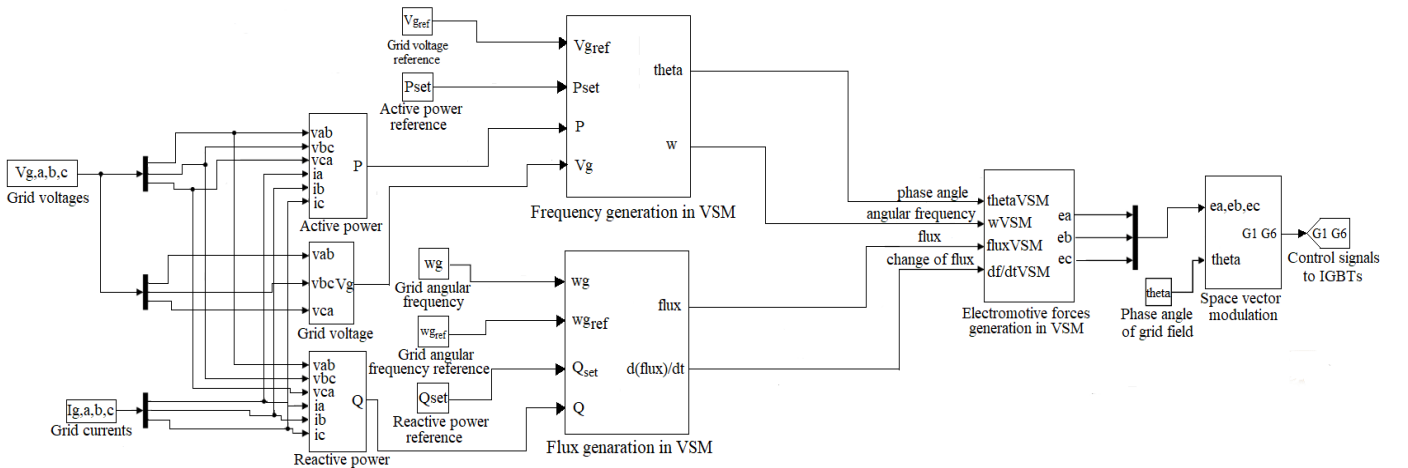 Vg,a,b,c
Grid voltages
Ig,a,b,c
Grid currents
vab
vbc
vca
ia
ib
ic
P
Active power
vab
vbc
vca
Vg
Grid voltage
vab
vbc
vca
ia
ib
ic
Q
Reactive power
Vgref
Grid voltage
reference
Pset
Active power
reference
Vgref
Pset
P
Vg
theta
w
Frequency generation in VSM
wg
Grid angular
frequency
wgref
Grid angular
frequency reference
Qset
Reactive power
reference
wg
wgref
Qset
Q
flux
d(flux)/dt
Flux genaration in VSM
phase angle
angular frequency
flux
change of flux
thetaVSM
wVSM
fluxVSM
df/dtVSM
ea
eb
ec
Electromotive forces
generation in VSM
theta
Phase angle
of grid field
ea,eb,ec
G1 G6
theta
Space vector
modulation
G1 G6
Control signals
to IGBTs